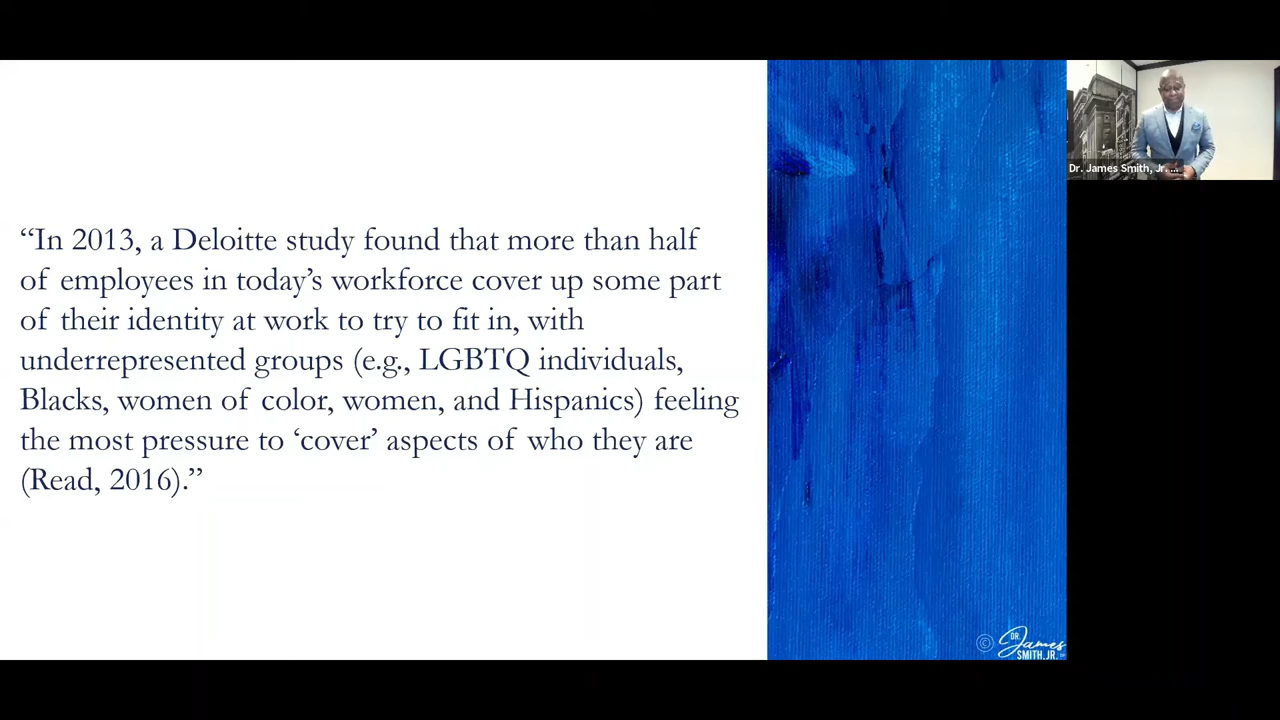 “In 2013, a Deloitte study found that more than half
of employees in today’s workforce cover up some part
of their identity at work to try to fit in, with
underrepresented groups (e.g., LGBTQ individuals,
Blacks, women of color, women, and Hispanics) feeling
the most pressure to ‘cover’ aspects of who they are
(Read, 2016).”
Dr. James Smith, Jr. ...
© DR.
James
SMITH, JR.